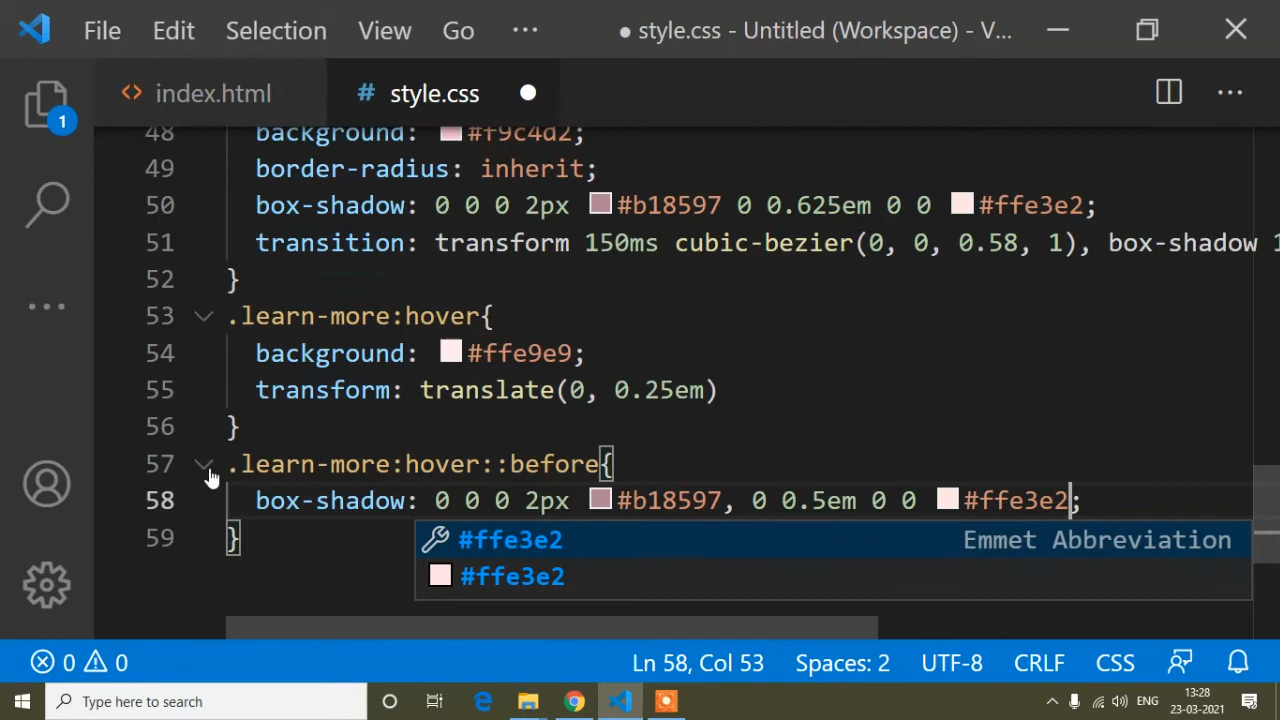 File Edit Selection View Go ··· ● style.css - Untitled (Workspace) - V...
<> index.html # style.css ●
1
48 background: #f9c4d2;
49 border-radius: inherit;
50 box-shadow: 0 0 0 2px #b18597 0 0.625em 0 0 #ffe3e2;
51 transition: transform 150ms cubic-bezier(0, 0, 0.58, 1), box-shadow 1
52 }
53 .learn-more:hover{
54 background: #ffe9e9;
55 transform: translate(0, 0.25em)
56 }
57 .learn-more:hover::before{
58 box-shadow: 0 0 0 2px #b18597, 0 0.5em 0 0 #ffe3e2;
59 }
#ffe3e2 Emmet Abbreviation
#ffe3e2
0 0 Ln 58, Col 53 Spaces: 2 UTF-8 CRLF CSS
Type here to search ENG 13:28
23-03-2021